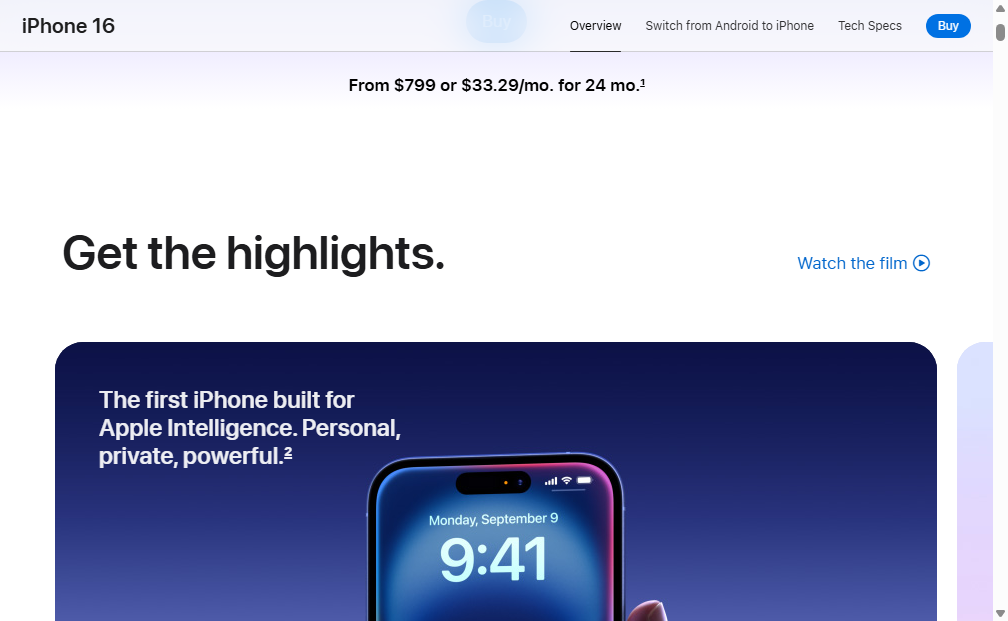 iPhone 16
Buy
Overview
Switch from Android to iPhone
Tech Specs
Buy
From $799 or $33.29/mo. for 24 mo.1
Get the highlights.
Watch the film
The first iPhone built for
Apple Intelligence. Personal,
private, powerful.2
Monday, September 9
9:41